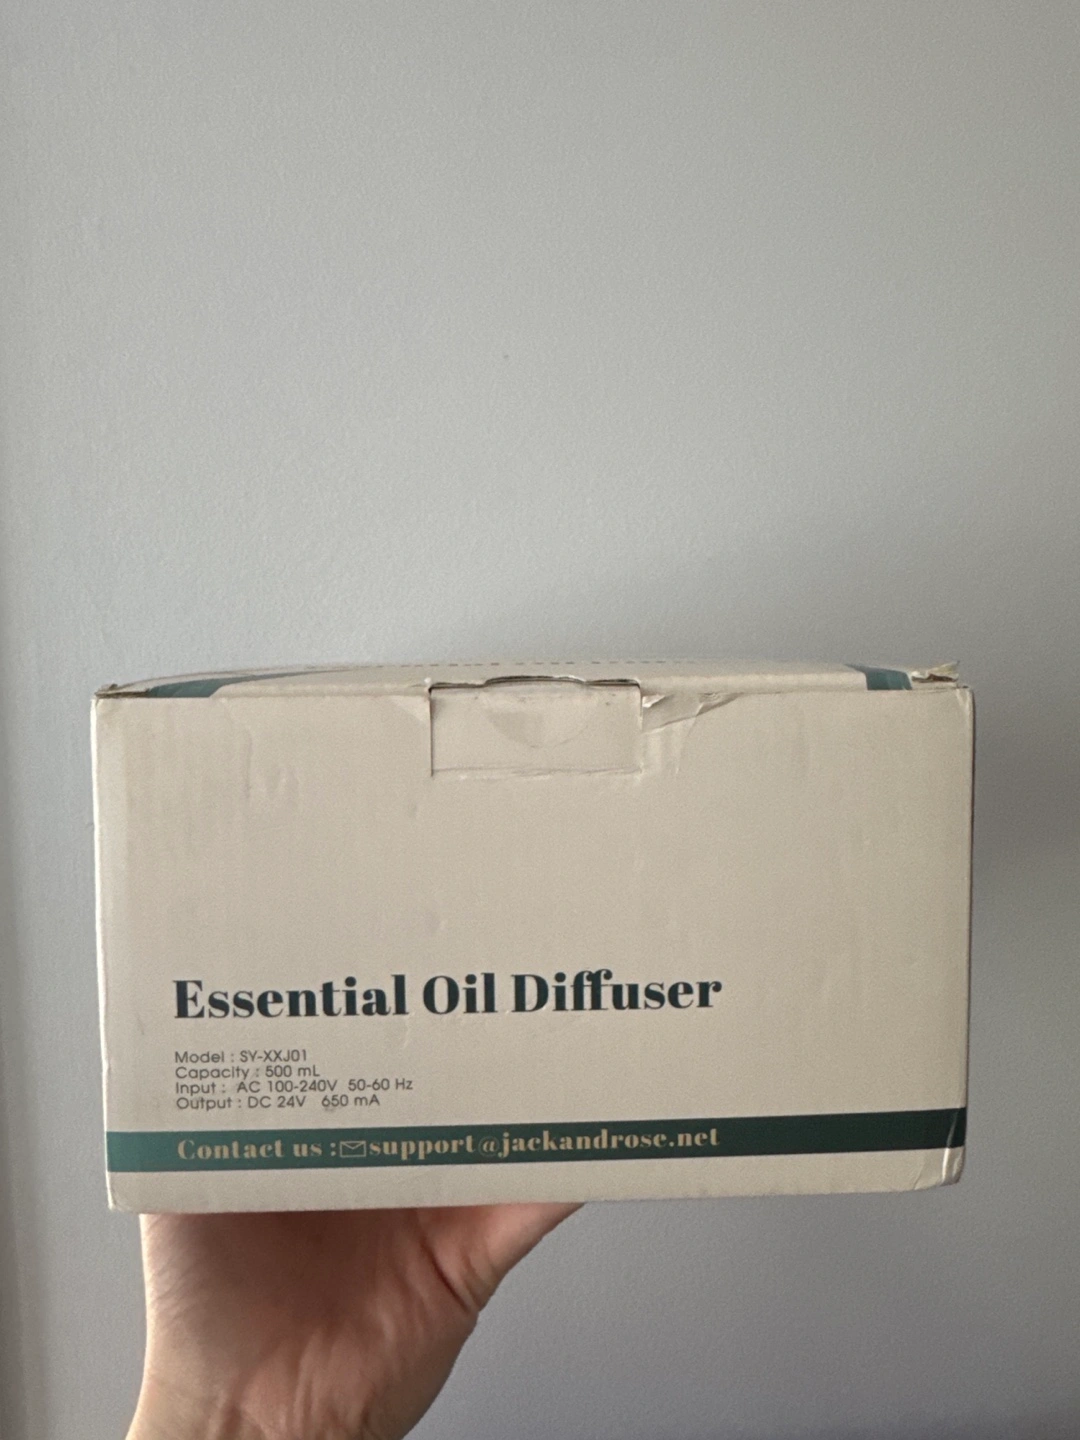 Essential Oil Diffuser
Model : SY-XXJ01
Capacity : 500 mL
Input : AC 100-240V 50-60 Hz
Output : DC 24V 650 mA
Contact us :support@jackandrose.net